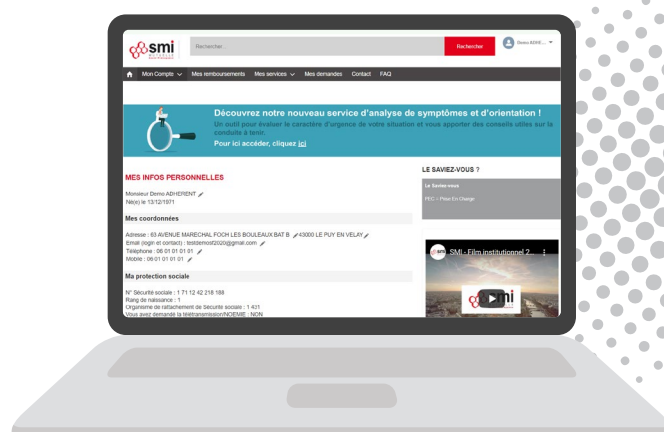 smi
Rechercher...
Rechercher
Demo ADHE...
Mon Compte
Mes remboursements
Mes services
Mes demandes
Contact
FAQ
Découvrez notre nouveau service d'analyse de symptômes et d'orientation !
Un outil pour évaluer le caractère d'urgence de votre situation et vous apporter des conseils utiles sur la
conduite à tenir.
Pour ici accéder, cliquez ici
MES INFOS PERSONNELLES
Monsieur Demo ADHERENT
Né(e) le 13/12/1971
Mes coordonnées
Adresse : 63 AVENUE MARECHAL FOCH LES BOULEAUX BAT B 43000 LE PUY EN VELAY
Email (login et contact) : testdemosf2020@gmail.com
Téléphone : 06 01 01 01 01
Mobile : 06 01 01 01 01
Ma protection sociale
N° Sécurité sociale : 1 71 12 42 218 188
Rang de naissance : 1
Organisme de rattachement de Sécurité sociale : 1 431
Vous avez demandé la télétransmission/NOEMIE : NON
LE SAVIEZ-VOUS ?
Le Saviez-vous
PEC = Prise En Charge
smi
SMI - Film institutionnel 2...
smi